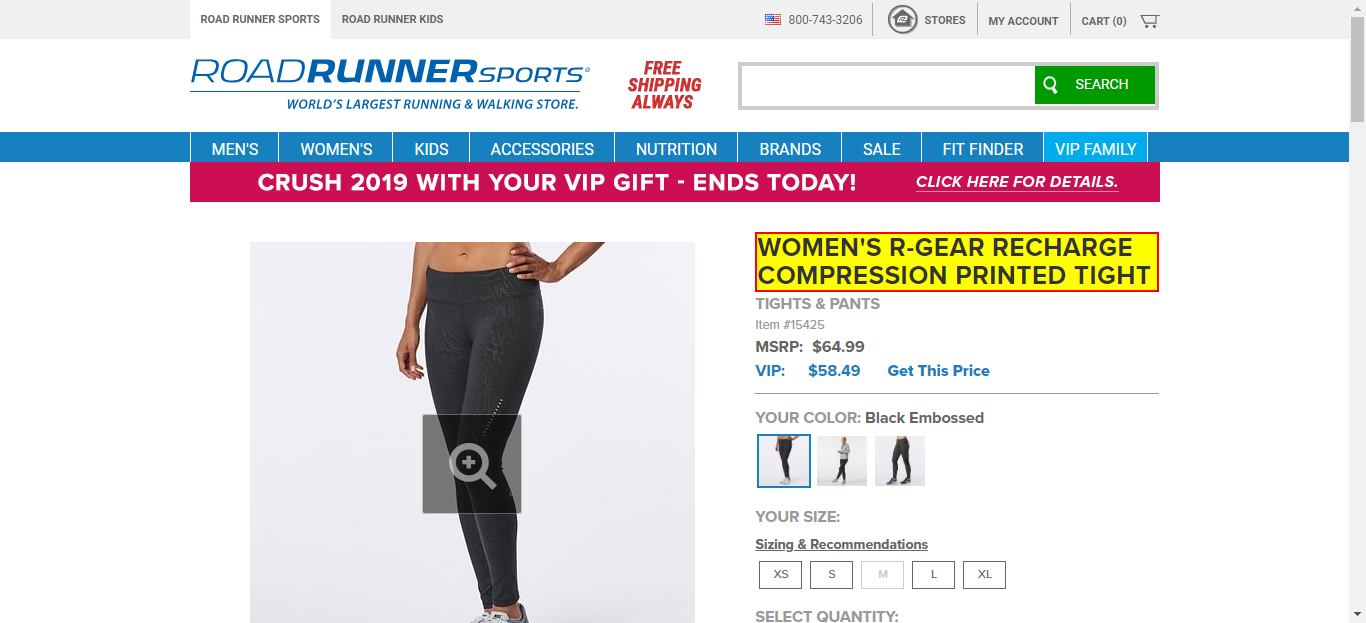 ROAD RUNNER SPORTS
ROAD RUNNER KIDS
800-743-3206
STORES
MY ACCOUNT
CART (0)
ROADRUNNERSPORTS
WORLD'S LARGEST RUNNING & WALKING STORE.
FREE
SHIPPING
ALWAYS
SEARCH
MEN'S
WOMEN'S
KIDS
ACCESSORIES
NUTRITION
BRANDS
SALE
FIT FINDER
VIP FAMILY
CRUSH 2019 WITH YOUR VIP GIFT - ENDS TODAY!
CLICK HERE FOR DETAILS.
WOMEN'S R-GEAR RECHARGE
COMPRESSION PRINTED TIGHT
TIGHTS & PANTS
Item #15425
MSRP: $64.99
VIP: $58.49 Get This Price
YOUR COLOR: Black Embossed
YOUR SIZE:
Sizing & Recommendations
XS
S
M
L
XL
SELECT QUANTITY: